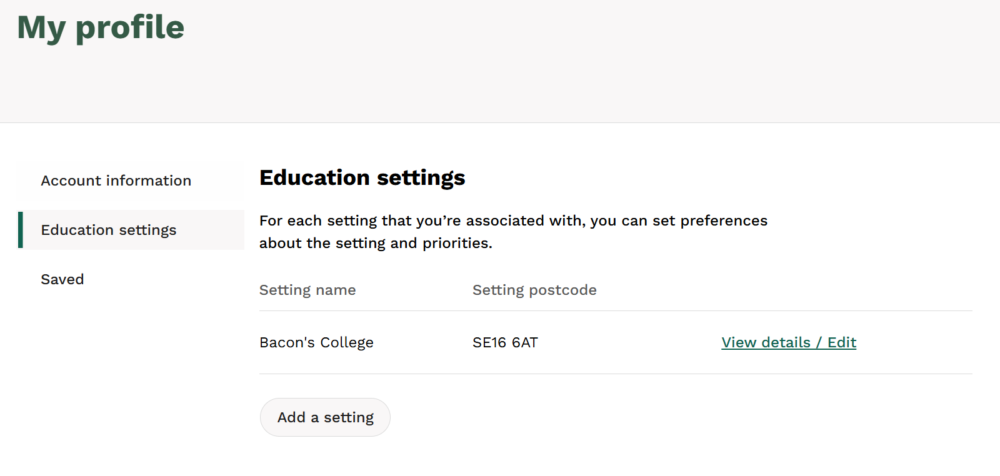 My profile
Account information
Education settings
Saved
Education settings
For each setting that you’re associated with, you can set preferences
about the setting and priorities.
Setting name Setting postcode
Bacon's College SE16 6AT View details / Edit
Add a setting